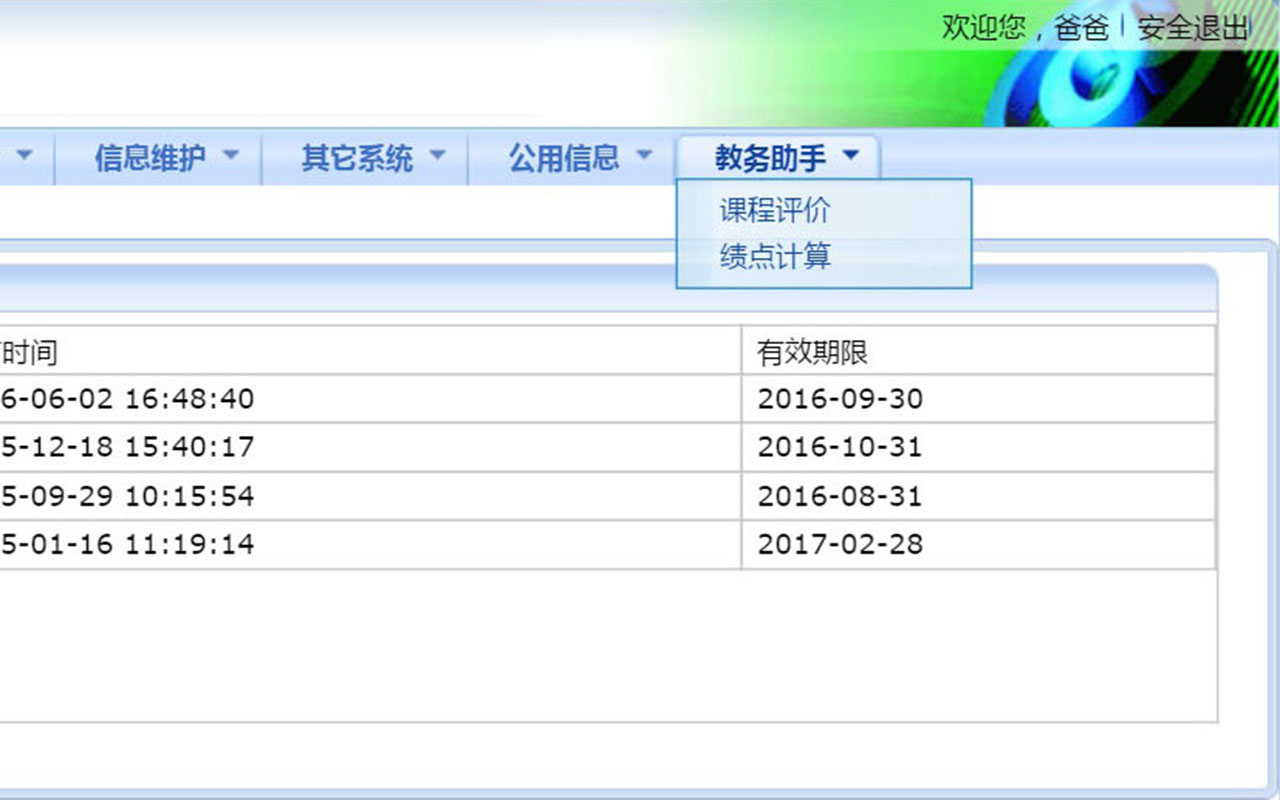 欢迎您，爸爸 | 安全退出
信息维护 其它系统 公用信息 教务助手
课程评价
绩点计算
时间 有效期限
6-06-02 16:48:40 2016-09-30
5-12-18 15:40:17 2016-10-31
5-09-29 10:15:54 2016-08-31
5-01-16 11:19:14 2017-02-28